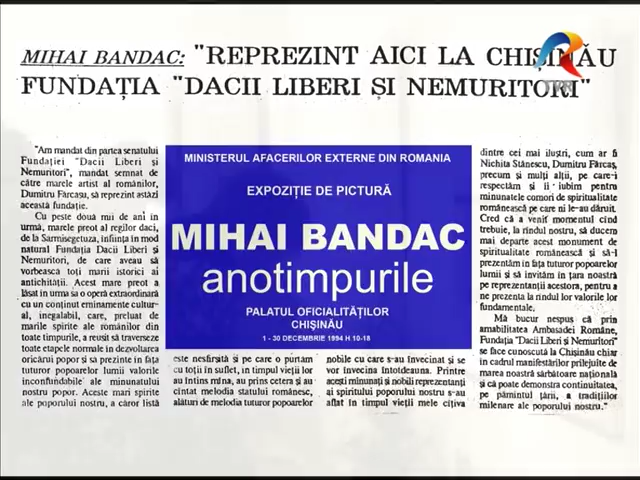 MIHAI BANDAC: "REPREZINT AICI LA CHIȘINĂU
FUNDAȚIA "DACII LIBERI ȘI NEMURITORI"
TVR
"Am mandat din partea senatului
Fundației "Dacii Liberi și
Nemuritori", mandat semnat de
către marele artist al românilor,
Dumitru Fărcașu, să reprezint astăzi
această fundație.
Cu peste două mii de ani în
urmă, marele preot al regilor daci,
de la Sarmisegetuza, înființa în mod
natural Fundația Dacii Liberi și
Nemuritori, de care aveau să
vorbească toți marii istorici ai
antichității. Acest mare preot a
lăsat în urma sa o operă extraordinară
cu un conținut eminamente cultur-
al, inegalabil, care, preluat de
marile spirite ale românilor din
toate timpurile, a reușit să traverseze
toate etapele normale în dezvoltarea
oricărui popor și sa prezinte în fața
tuturor popoarelor lumii valorile
inconfundabile ale minunatului
nostru popor. Aceste mari spirite
ale poporului nostru, a căror listă
MINISTERUL AFACERILOR EXTERNE DIN ROMANIA
EXPOZIȚIE DE PICTURĂ
MIHAI BANDAC
anotimpurile
PALATUL OFICIALITĂȚILOR
CHIȘINĂU
1 - 30 DECEMBRIE 1994 H.10-18
este nesfîrșită și pe care o purtăm
cu toții în suflet, în timpul vieții lor
au întins mîna, au prins cetera și au
cîntat melodia statului românesc,
alături de melodia tuturor popoarelor
nobile cu care s-au învecinat și se
vor învecina întotdeauna. Printre
acești minunați și nobili reprezentanți
ai spiritului poporului nostru s-au
aflat în timpul vieții mele cîțiva
dintre cei mai iluștri, cum ar fi
Nichita Stănescu, Dumitru Fărcaș,
precum și mulți alții, pe care-i
respectăm și îi iubim pentru
minunatele comori de spiritualitate
românească pe care ni le-au dăruit.
Cred că a venit momentul cînd
trebuie, la rîndul nostru, să ducem
mai departe acest monument de
spiritualitate românească și să-l
prezentăm în fața tuturor popoarelor
lumii și să invităm în țara noastră
pe reprezentanții acestora, pentru a
ne prezenta la rîndul lor valorile lor
fundamentale.
Mă bucur nespus că prin
amabilitatea Ambasadei Române,
Fundația "Dacii Liberi și Nemuritori"
se face cunoscută la Chișinău chiar
în cadrul manifestărilor prilejuite de
marea noastră sărbătoare națională
și că poate demonstra continuitatea,
pe pămîntul țării, a tradițiilor
milenare ale poporului nostru."